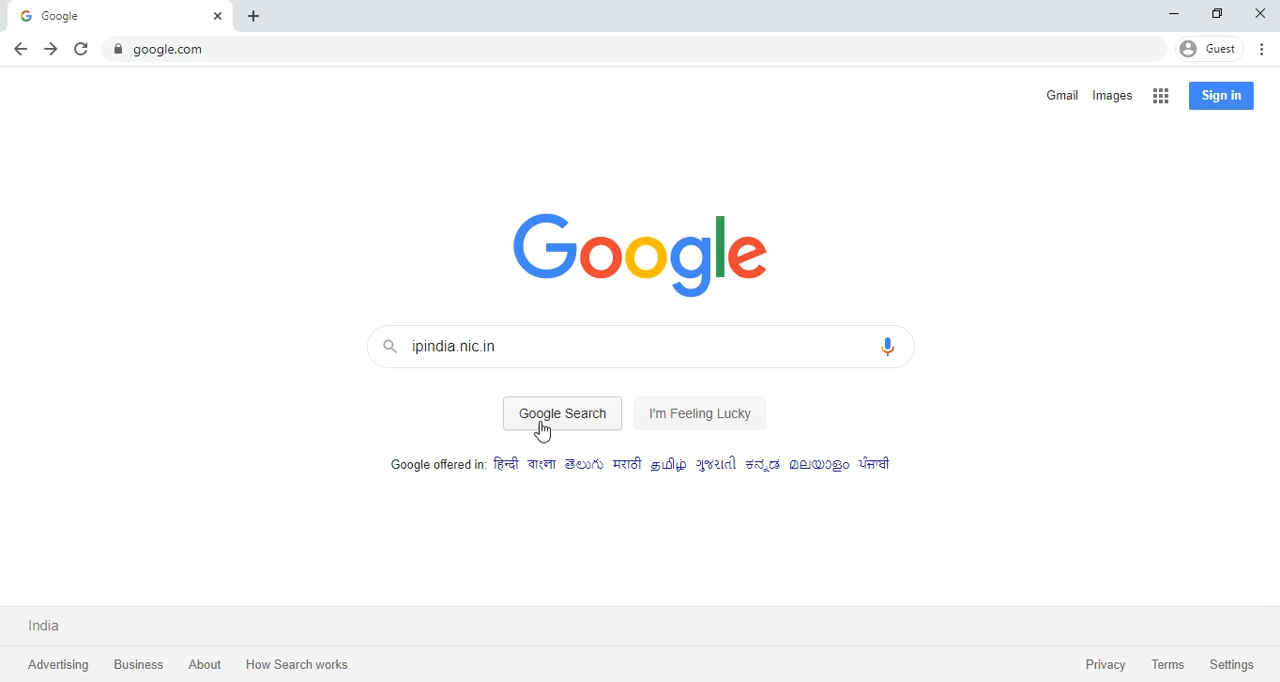 Google
google.com
Guest
Gmail Images Sign in
Google
ipindia.nic.in
Google Search I'm Feeling Lucky
Google offered in: हिन्दी বাংলা తెలుగు मराठी தமிழ் ગુજરાતી ಕನ್ನಡ മലയാളം ਪੰਜਾਬੀ
India
Advertising Business About How Search works Privacy Terms Settings